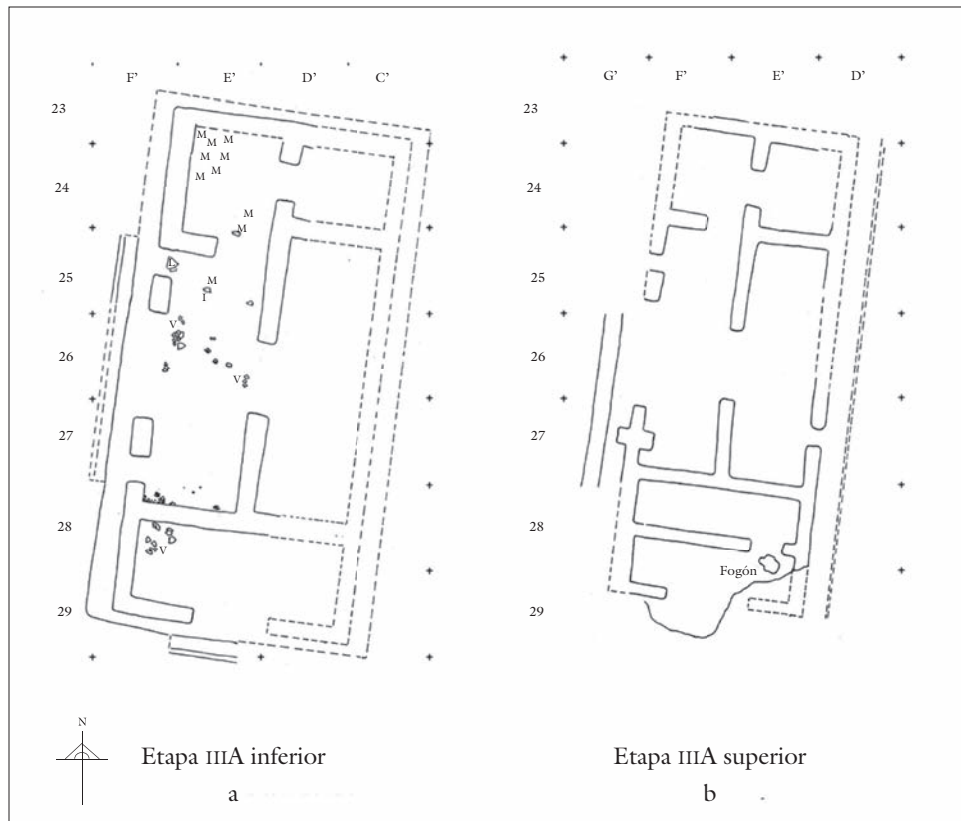 F' E' D' C'
23
24
25
26
27
28
29
M
M M
M M
M M
M
M
L
M
I
V
V
V
N
Etapa IIIA inferior
a
G' F' E' D'
23
24
25
26
27
28
29
Fogón
Etapa IIIA superior
b